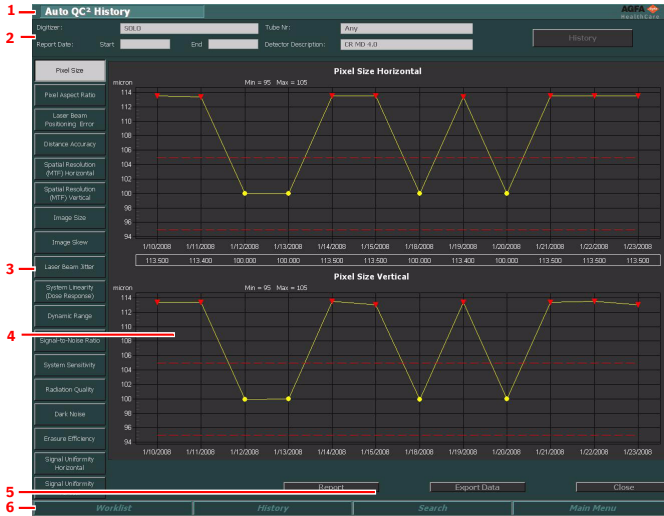 1
Auto QC² History
AGFA
HealthCare
2
Digitizer: SOLO Tube Nr: Any
Report Date: Start End Detector Description: CR MD 4.0
History
Pixel Size
Pixel Aspect Ratio
Laser Beam
Positioning Error
Distance Accuracy
Spatial Resolution
(MTF) Horizontal
Spatial Resolution
(MTF) Vertical
Image Size
Image Skew
3
Laser Beam Jitter
System Linearity
(Dose Response)
Dynamic Range
4
Signal-to-Noise Ratio
System Sensitivity
Radiation Quality
Dark Noise
Erasure Efficiency
Signal Uniformity
Horizontal
Signal Uniformity
Pixel Size Horizontal
micron Min = 95 Max = 105
114
112
110
108
106
104
102
100
98
96
94
1/10/2008 1/11/2008 1/12/2008 1/13/2008 1/14/2008 1/15/2008 1/18/2008 1/19/2008 1/20/2008 1/21/2008 1/22/2008 1/23/2008
113.500 113.400 100.000 100.000 113.500 113.500 100.000 113.400 100.000 113.500 113.500 113.500
Pixel Size Vertical
micron Min = 95 Max = 105
114
112
110
108
106
104
102
100
98
96
94
1/10/2008 1/11/2008 1/12/2008 1/13/2008 1/14/2008 1/15/2008 1/18/2008 1/19/2008 1/20/2008 1/21/2008 1/22/2008 1/23/2008
5
Report Export Data Close
6
Worklist History Search Main Menu